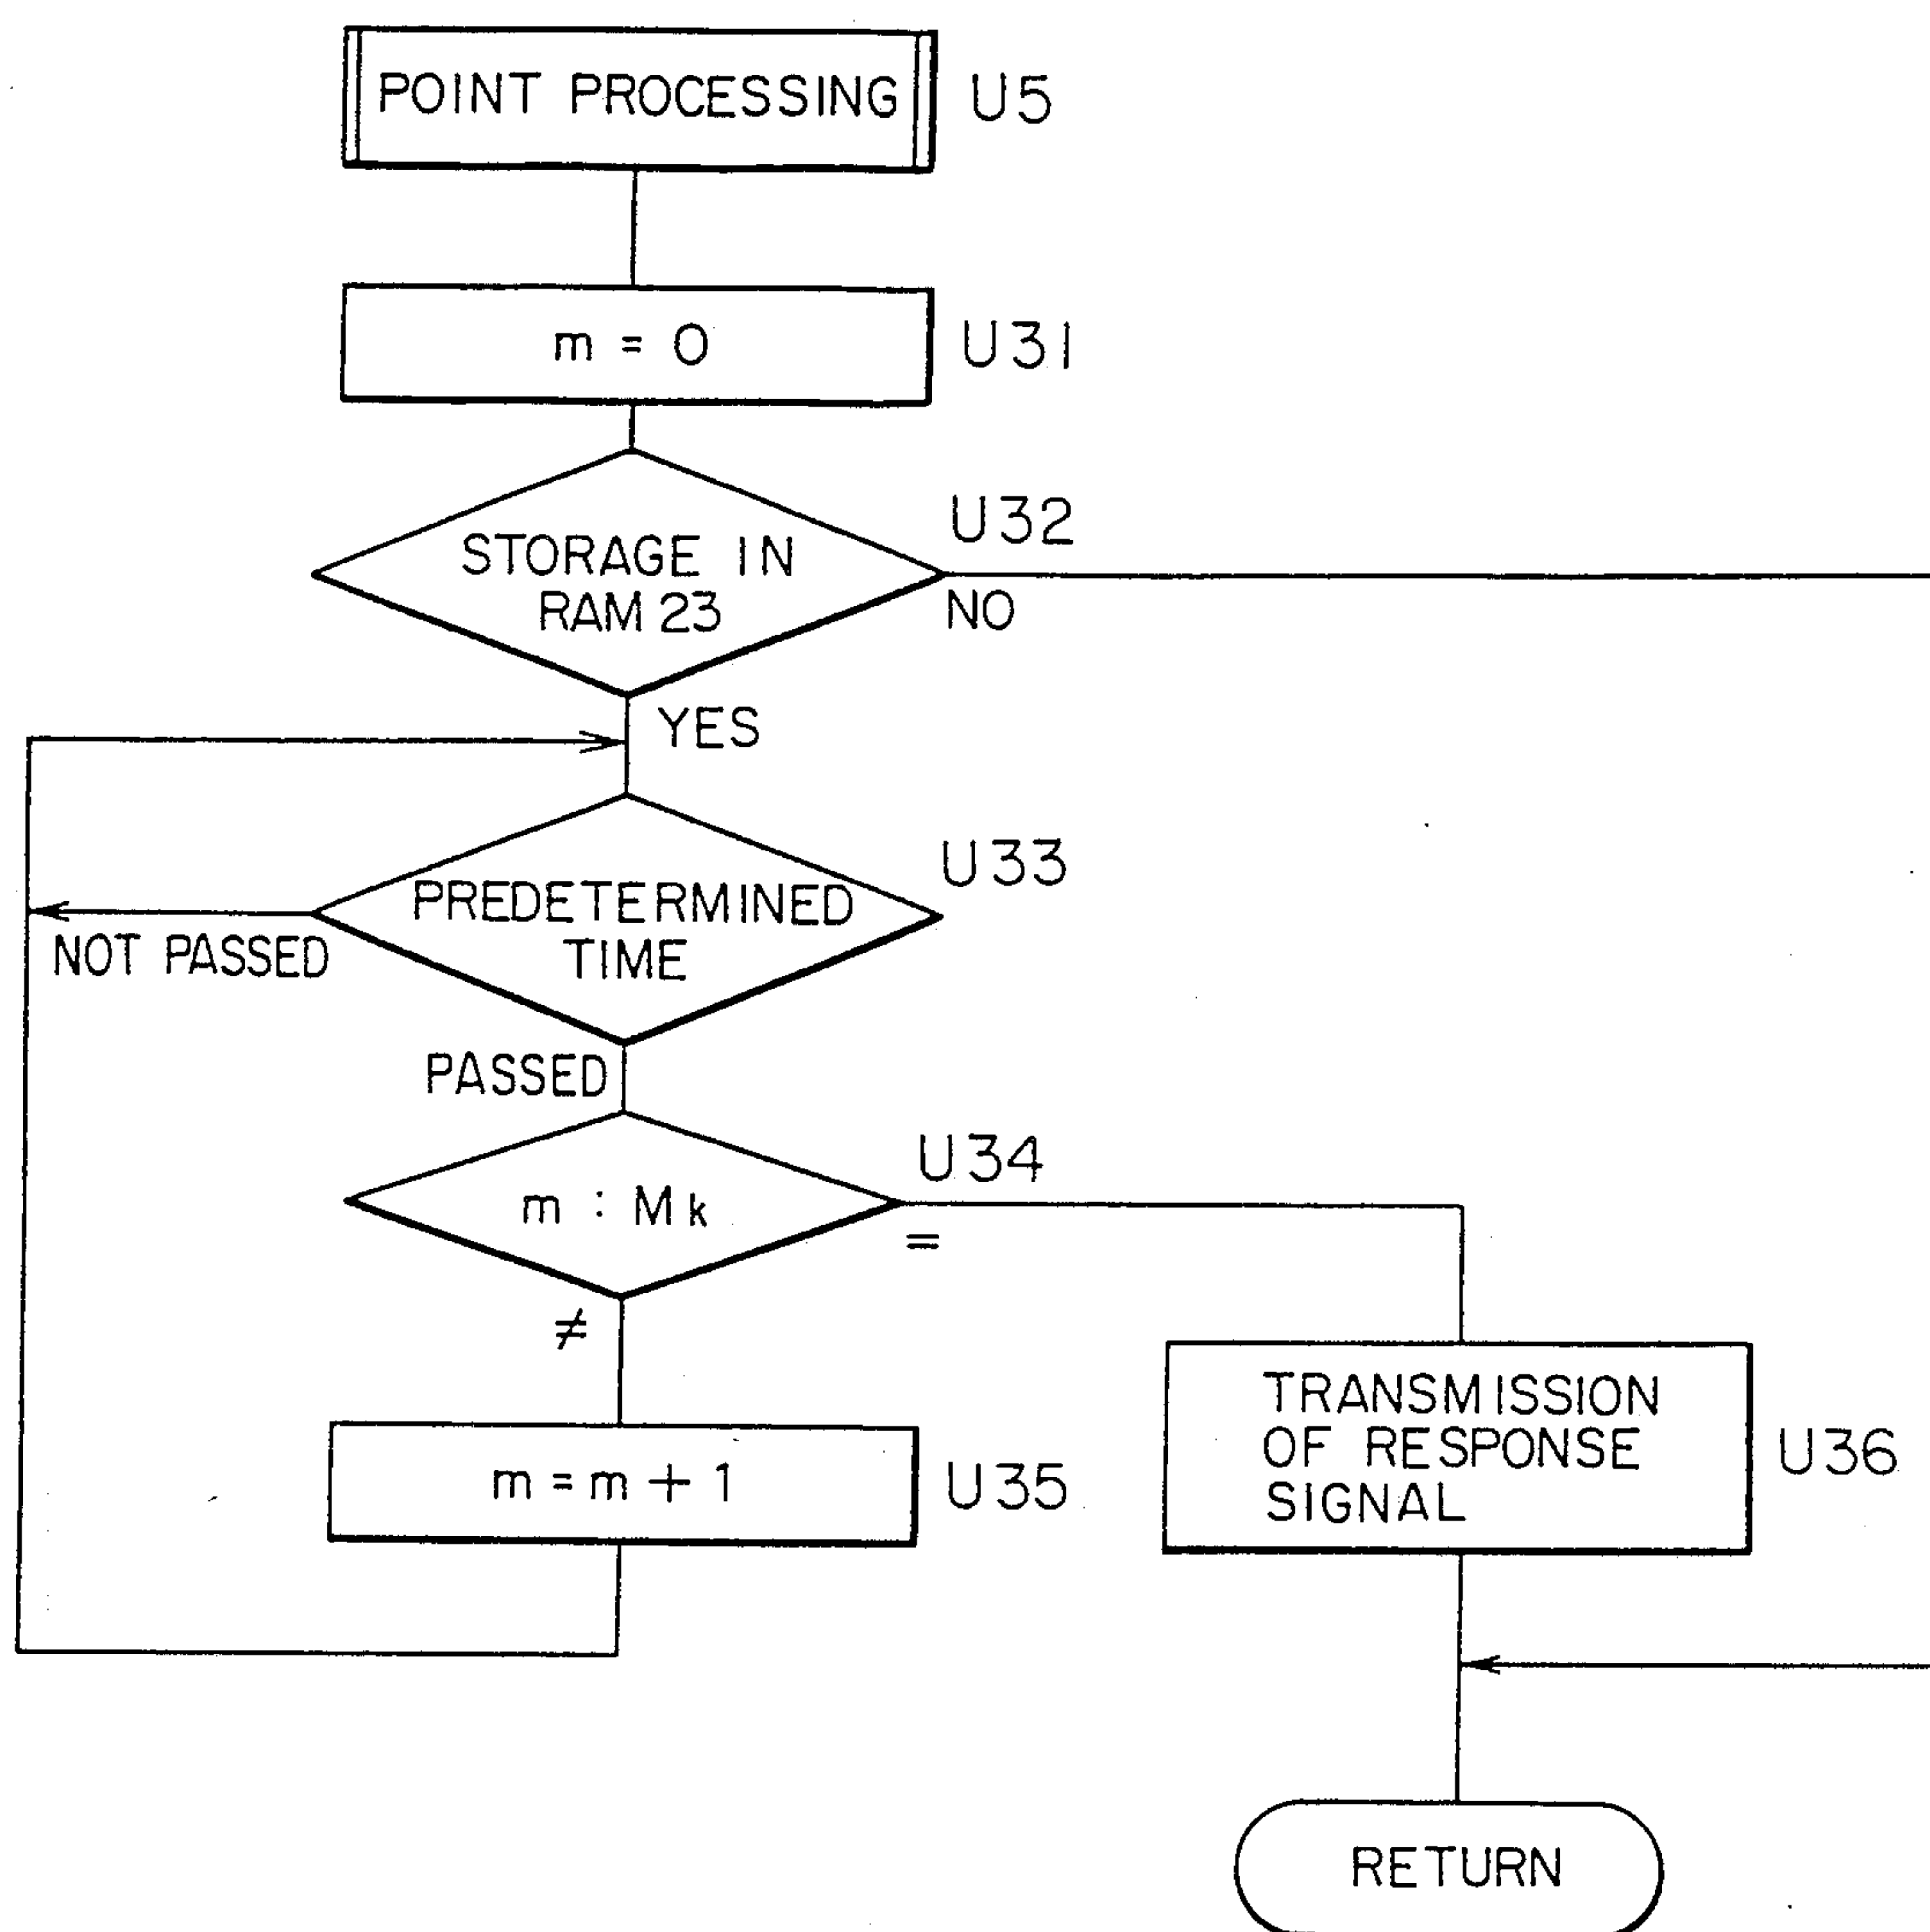 POINT PROCESSING
U5
m = 0
U31
U32
STORAGE IN
RAM 23
NO
YES
U33
PREDETERMINED
TIME
NOT PASSED
PASSED
U34
m : Mk
=
≠
TRANSMISSION
OF RESPONSE
SIGNAL
U36
m = m + 1
U35
RETURN